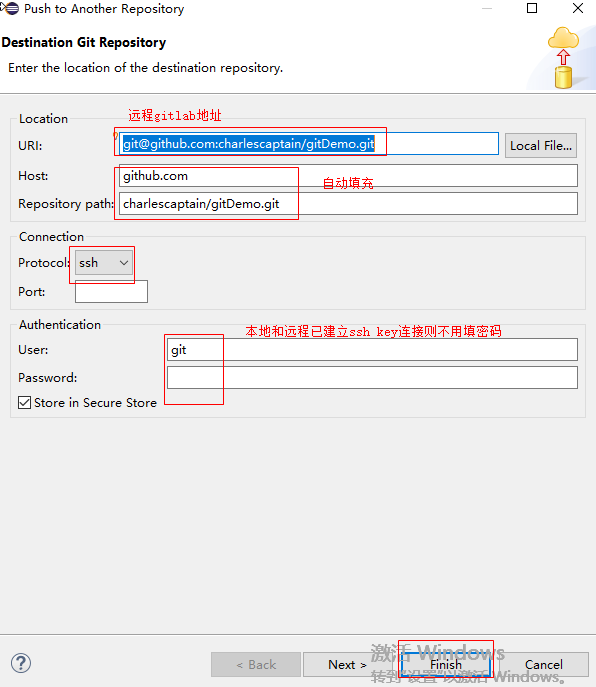 Push to Another Repository
Destination Git Repository
Enter the location of the destination repository.
Location
远程gitlab地址
URI:
git@github.com:charlescaptain/gitDemo.git
Local File...
Host:
github.com
自动填充
Repository path:
charlescaptain/gitDemo.git
Connection
Protocol:
ssh
Port:
Authentication
本地和远程已建立ssh key连接则不用填密码
User:
git
Password:
Store in Secure Store
激活 Windows
转到"设置"以激活 Windows。
?
< Back
Next >
Finish
Cancel